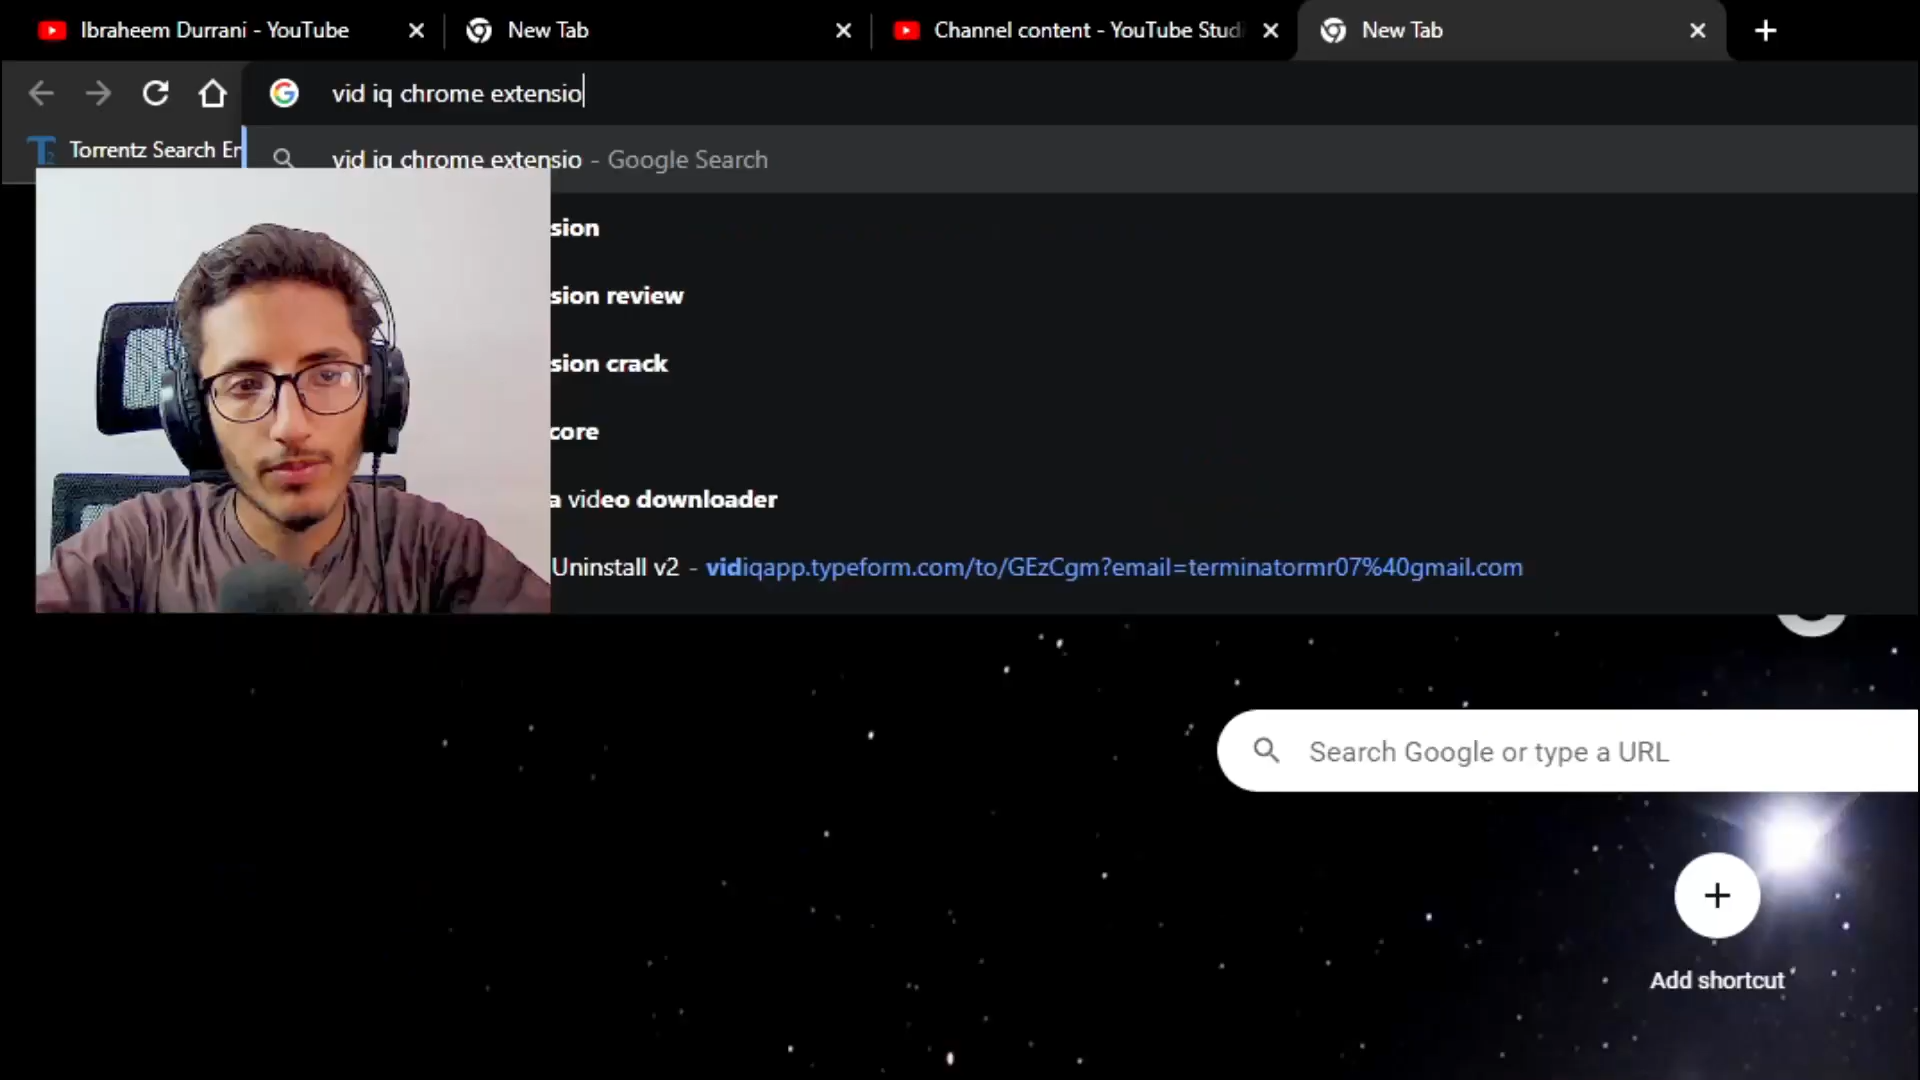 Ibraheem Durrani - YouTube
New Tab
Channel content - YouTube Studi
New Tab
vid iq chrome extensio
Torrentz Search En
vid iq chrome extensio - Google Search
sion
sion review
sion crack
core
a video downloader
Uninstall v2 - vidiqapp.typeform.com/to/GEzCgm?email=terminatormr07%40gmail.com
Search Google or type a URL
Add shortcut